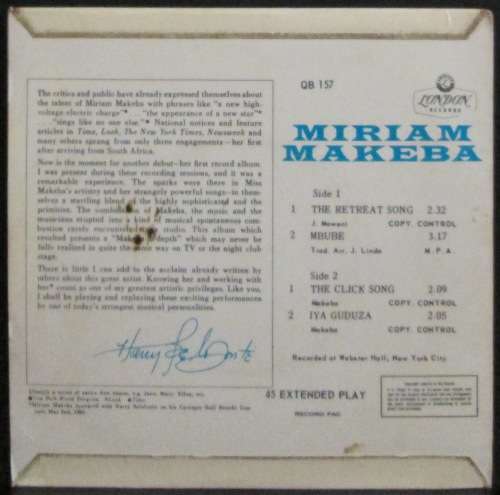 The critics and public have already expressed themselves about
the talent of Miriam Makeba with phrases like "a new high-
voltage electric charge"* . . . "the appearance of a new star"*
. . . "sings like no one else"* National notices and feature
articles in Time, Look, The New York Times, Newsweek and
many others sprang from only three engagements—her first
after arriving from South Africa.
Now is the moment for another debut—her first record album.
I was present during these recording sessions, and it was a
remarkable experience. The sparks were there in Miss
Makeba's artistry and her strangely powerful songs—in them-
selves a startling blend of the highly sophisticated and the
primitive. The combination of Makeba, the music and the
mysterious erupted into a kind of musical spontaneous com-
bustion rarely encountered studio. This album which
resulted presents a "Makeba depth" which may never be
fully realized in quite the same way on TV or the night club
stage.
There is little I can add to the acclaim already written by
others about this great artist. Knowing her and working with
her* count as one of my greatest artistic privileges. Like you,
I shall be playing and replaying these exciting performances
by one of today's strongest musical personalities.
Harry Belafonte
QB 157
LONDON
RECORDS
MIRIAM
MAKEBA
Side 1
1 THE RETREAT SONG 2.32
J. Mowani COPY. CONTROL
2 MBUBE 3.17
Trad. Arr. J. Linda M.P.A.
Side 2
1 THE CLICK SONG 2.09
Makeba COPY. CONTROL
2 IYA GUDUZA 2.05
Makeba COPY. CONTROL
Recorded at Webster Hall, New York City
45 EXTENDED PLAY
RECORD PAC